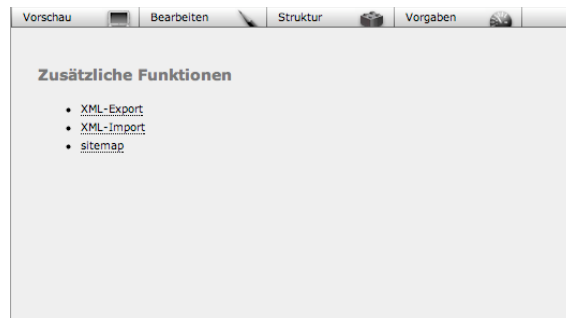 Vorschau Bearbeiten Struktur Vorgaben
Zusätzliche Funktionen
XML-Export
XML-Import
sitemap